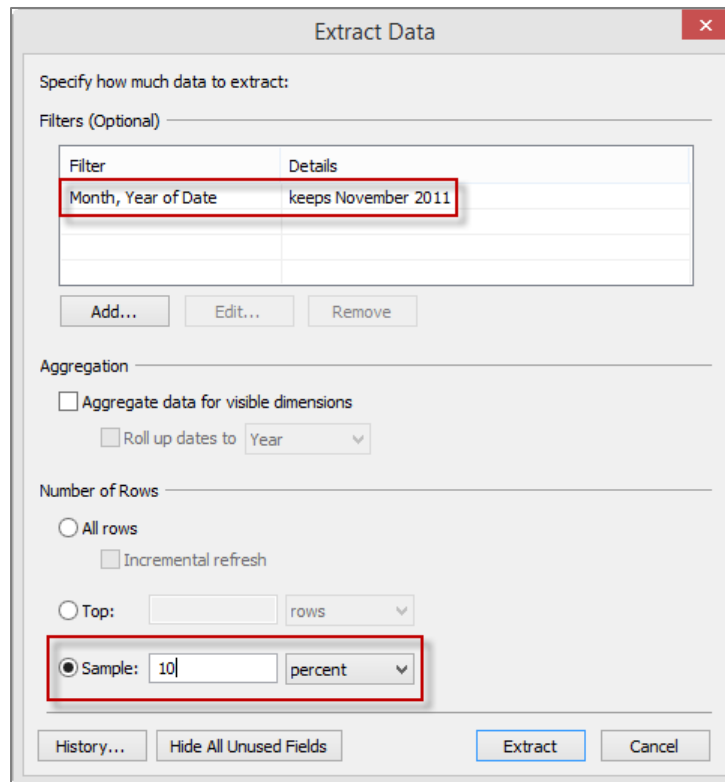 Extract Data
Specify how much data to extract:
Filters (Optional)
Filter Details
Month, Year of Date keeps November 2011
Add... Edit... Remove
Aggregation
Aggregate data for visible dimensions
Roll up dates to Year
Number of Rows
All rows
Incremental refresh
Top: rows
Sample: 10 percent
History... Hide All Unused Fields Extract Cancel